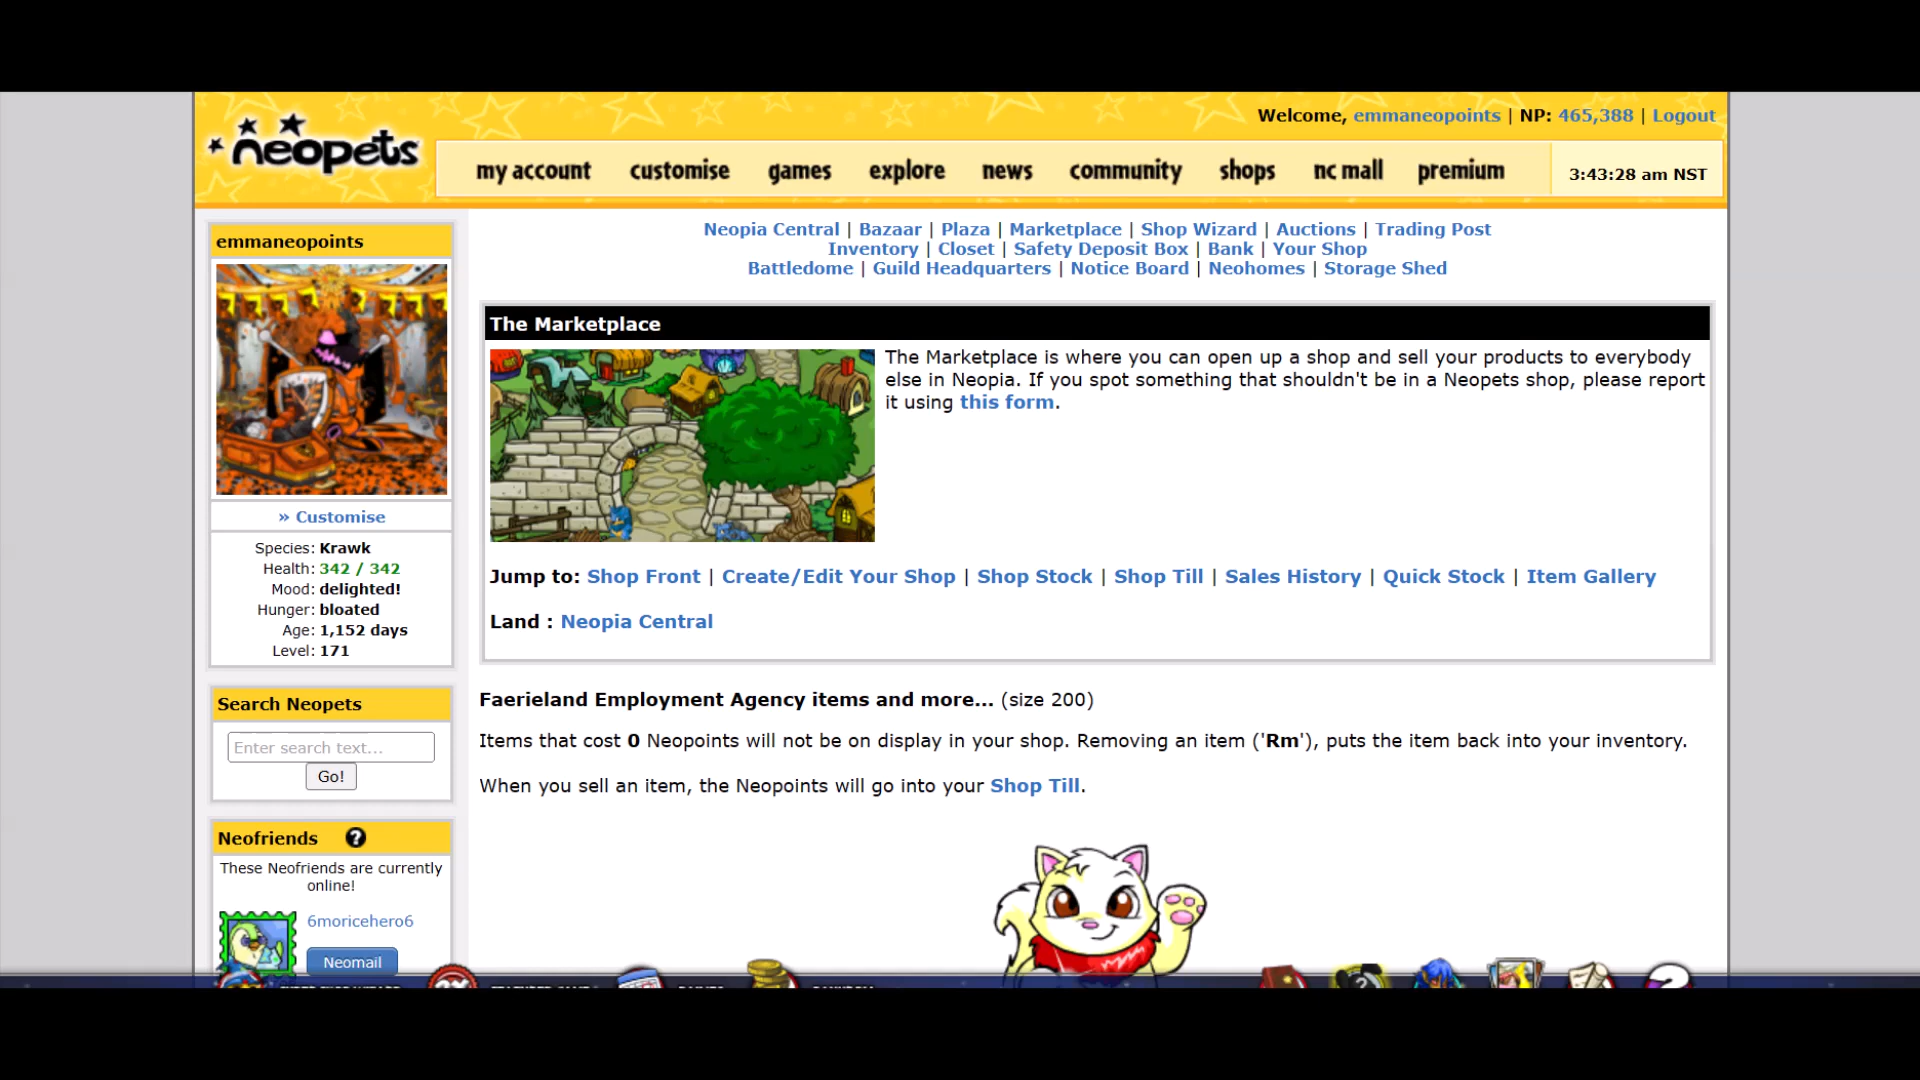 neopets
Welcome, emmaneopoints | NP: 465,388 | Logout
my account customise games explore news community shops nc mall premium
3:43:28 am NST
Neopia Central | Bazaar | Plaza | Marketplace | Shop Wizard | Auctions | Trading Post
Inventory | Closet | Safety Deposit Box | Bank | Your Shop
Battledome | Guild Headquarters | Notice Board | Neohomes | Storage Shed
emmaneopoints
» Customise
Species: Krawk
Health: 342 / 342
Mood: delighted!
Hunger: bloated
Age: 1,152 days
Level: 171
Search Neopets
Enter search text...
Go!
Neofriends ?
These Neofriends are currently
online!
6moricehero6
Neomail
The Marketplace
The Marketplace is where you can open up a shop and sell your products to everybody
else in Neopia. If you spot something that shouldn't be in a Neopets shop, please report
it using this form.
Jump to: Shop Front | Create/Edit Your Shop | Shop Stock | Shop Till | Sales History | Quick Stock | Item Gallery
Land : Neopia Central
Faerieland Employment Agency items and more... (size 200)
Items that cost 0 Neopoints will not be on display in your shop. Removing an item ('Rm'), puts the item back into your inventory.
When you sell an item, the Neopoints will go into your Shop Till.